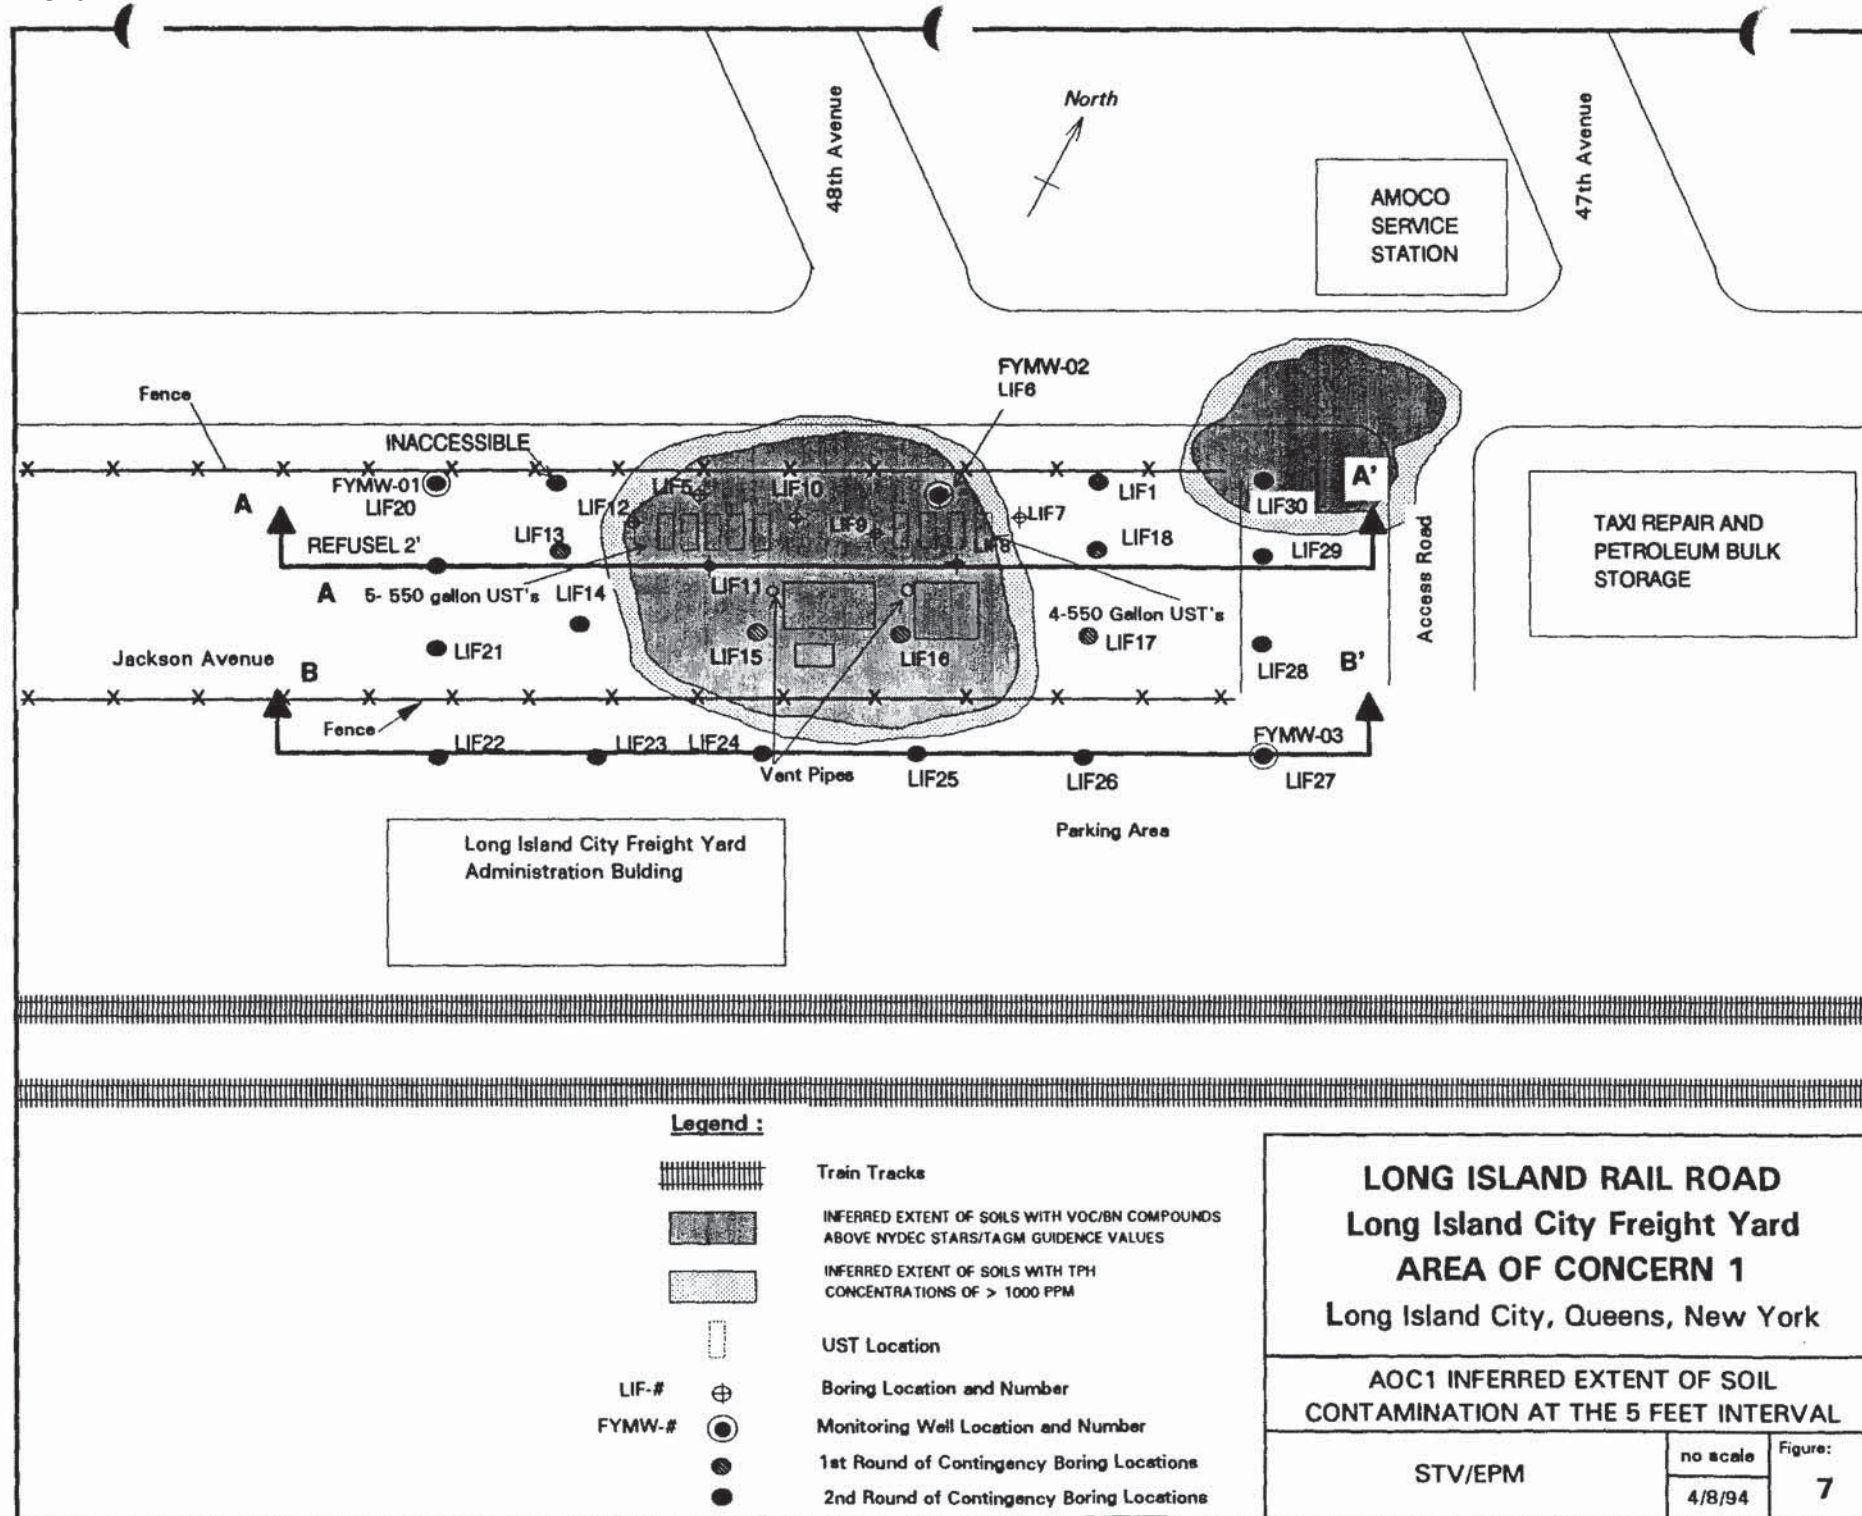 48th Avenue
North
47th Avenue
AMOCO
SERVICE
STATION
FYMW-02
LIF6
Fence
INACCESSIBLE
FYMW-01
LIF20
LIF12
LIF5
LIF10
LIF9
LIF7
LIF8
LIF1
LIF30
A'
A
LIF13
LIF18
LIF29
REFUSEL 2'
A
5- 550 gallon UST's
LIF14
LIF11
4-550 Gallon UST's
Access Road
TAXI REPAIR AND
PETROLEUM BULK
STORAGE
Jackson Avenue
LIF21
LIF15
LIF16
LIF17
LIF28
B'
B
X X X X X X X X X X X X X X X
Fence
LIF22
LIF23
LIF24
Vent Pipes
LIF25
LIF26
FYMW-03
LIF27
Parking Area
Long Island City Freight Yard
Administration Bulding
Legend :
Train Tracks
INFERRED EXTENT OF SOILS WITH VOC/BN COMPOUNDS
ABOVE NYDEC STARS/TAGM GUIDENCE VALUES
INFERRED EXTENT OF SOILS WITH TPH
CONCENTRATIONS OF > 1000 PPM
UST Location
LIF-# Boring Location and Number
FYMW-# Monitoring Well Location and Number
1st Round of Contingency Boring Locations
2nd Round of Contingency Boring Locations
LONG ISLAND RAIL ROAD
Long Island City Freight Yard
AREA OF CONCERN 1
Long Island City, Queens, New York
AOC1 INFERRED EXTENT OF SOIL
CONTAMINATION AT THE 5 FEET INTERVAL
STV/EPM
no scale
4/8/94
Figure:
7